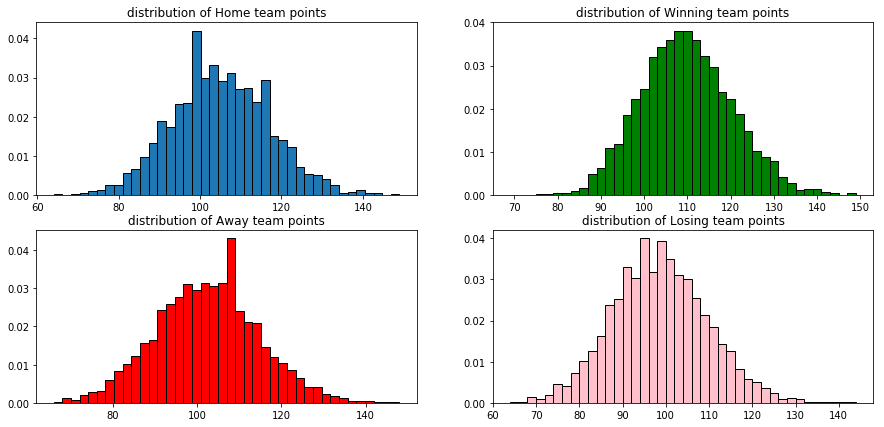 distribution of Home team points
0.04
0.03
0.02
0.01
0.00
60 80 100 120 140
distribution of Winning team points
0.04
0.03
0.02
0.01
0.00
70 80 90 100 110 120 130 140 150
distribution of Away team points
0.04
0.03
0.02
0.01
0.00
80 100 120 140
distribution of Losing team points
0.04
0.03
0.02
0.01
0.00
60 70 80 90 100 110 120 130 140